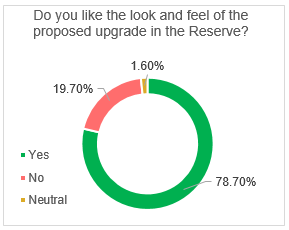 Do you like the look and feel of the
proposed upgrade in the Reserve?
1.60%
19.70%
78.70%
Yes
No
Neutral